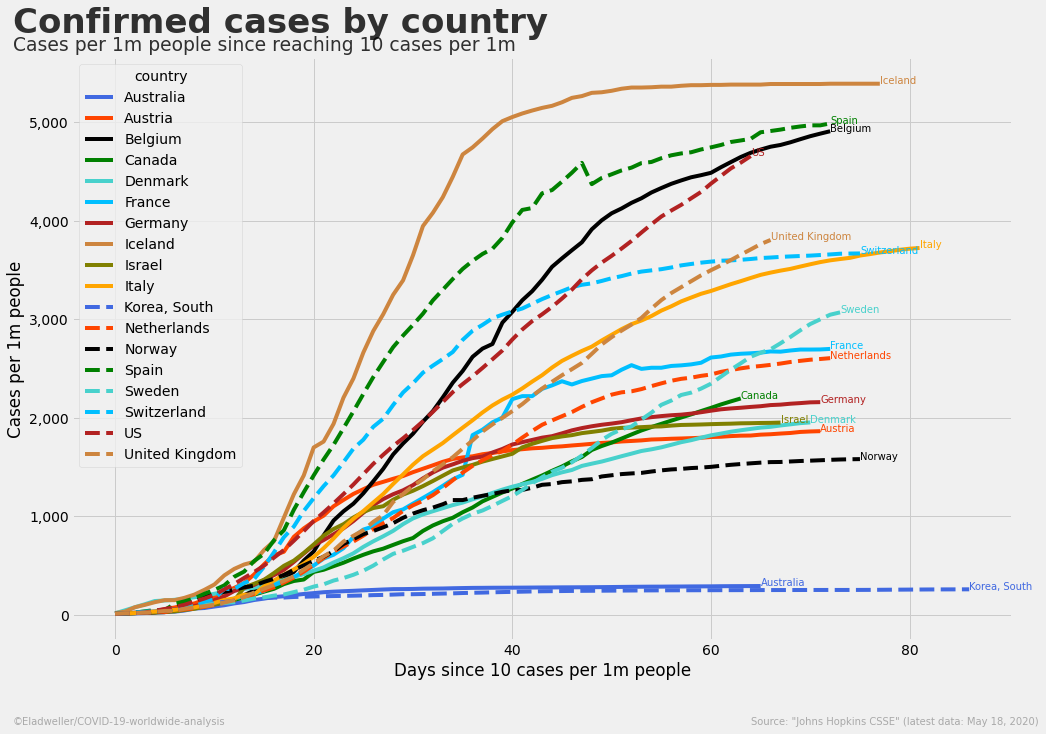 Confirmed cases by country
Cases per 1m people since reaching 10 cases per 1m
country
Australia
Austria
Belgium
Canada
Denmark
France
Germany
Iceland
Israel
Italy
Korea, South
Netherlands
Norway
Spain
Sweden
Switzerland
US
United Kingdom
Cases per 1m people
5,000
4,000
3,000
2,000
1,000
0
Iceland
Spain
Belgium
US
United Kingdom
Italy
Switzerland
Sweden
France
Netherlands
Canada
Germany
Israel
Denmark
Austria
Norway
Australia
Korea, South
0 20 40 60 80
Days since 10 cases per 1m people
©Eladweller/COVID-19-worldwide-analysis
Source: "Johns Hopkins CSSE" (latest data: May 18, 2020)